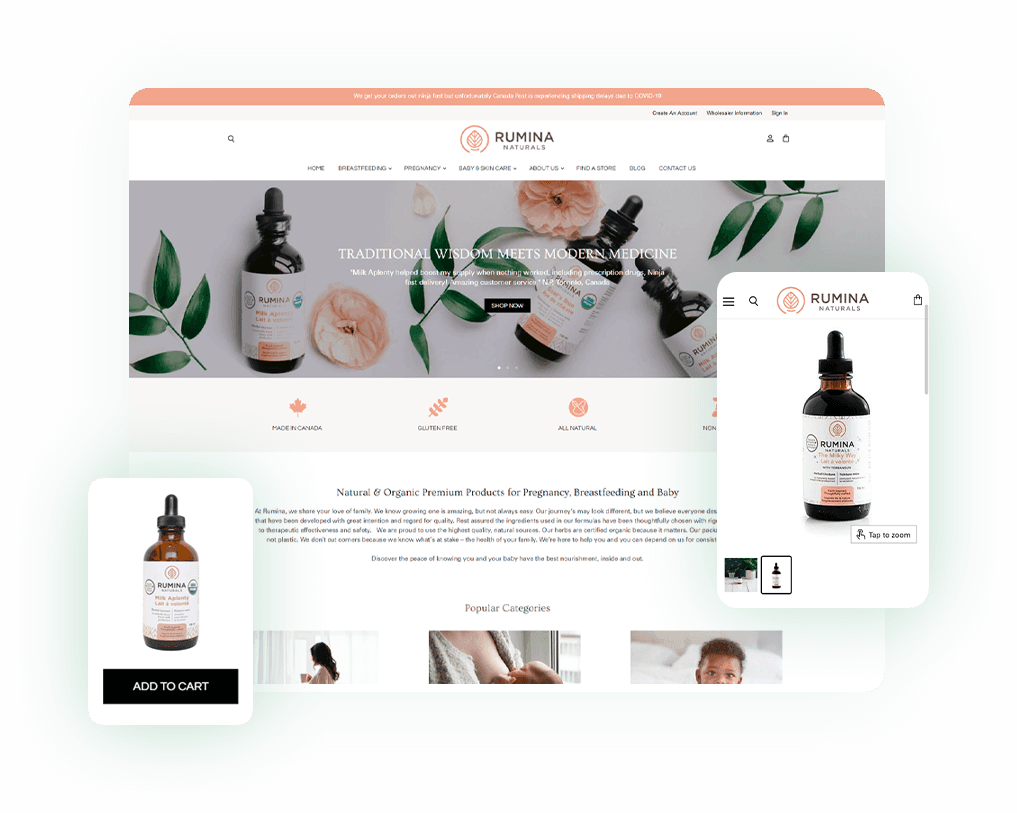 We get your orders out ninja fast but unfortunately Canada Post is experiencing shipping delays due to COVID-19
Create An Account Wholesaler Information Sign In
RUMINA
NATURALS
HOME BREASTFEEDING PREGNANCY BABY & SKIN CARE ABOUT US FIND A STORE BLOG CONTACT US
TRADITIONAL WISDOM MEETS MODERN MEDICINE
"Milk Aplenty helped boost my supply when nothing worked, including prescription drugs. Ninja
fast delivery! Amazing customer service." N.P, Toronto, Canada
SHOP NOW
RUMINA
NATURALS
Milk Aplenty
Lait à volonté
MADE IN CANADA
GLUTEN FREE
ALL NATURAL
NON
Natural & Organic Premium Products for Pregnancy, Breastfeeding and Baby
At Rumina, we share your love of family. We know growing one is amazing, but not always easy. Our journey's may look different, but we believe everyone des
that have been developed with great intention and regard for quality. Rest assured the ingredients used in our formulas have been thoughtfully chosen with
to therapeutic effectiveness and safety. We are proud to use the highest quality, natural sources. Our herbs are certified organic because it matters. Our
not plastic. We don't cut corners because we know what's at stake – the health of your family. We're here to help you and you can depend on us for
Discover the peace of knowing you and your baby have the best nourishment, inside and out.
Popular Categories
RUMINA
NATURALS
RUMINA
NATURALS
The Milky Way
Lait à volonté
Tap to zoom
RUMINA
NATURALS
Milk Aplenty
Lait à volonté
ADD TO CART